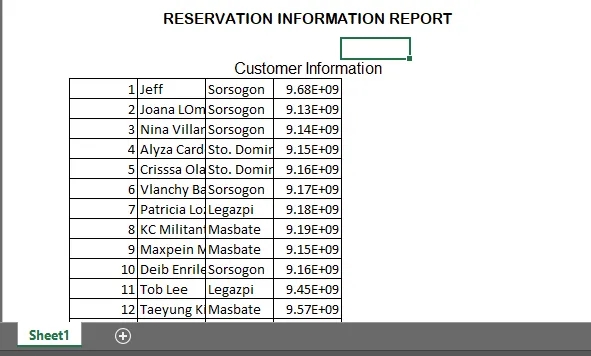 RESERVATION INFORMATION REPORT
Customer Information
1 Jeff Sorsogon 9.68E+09
2 Joana LOm Sorsogon 9.13E+09
3 Nina Villar Sorsogon 9.14E+09
4 Alyza Card Sto. Domir 9.15E+09
5 Crisssa Ola Sto. Domir 9.16E+09
6 Vlanchy Ba Sorsogon 9.17E+09
7 Patricia Loz Legazpi 9.18E+09
8 KC Militant Masbate 9.19E+09
9 Maxpein M Masbate 9.15E+09
10 Deib Enrile Sorsogon 9.16E+09
11 Tob Lee Legazpi 9.45E+09
12 Taeyung Ki Masbate 9.57E+09
Sheet1